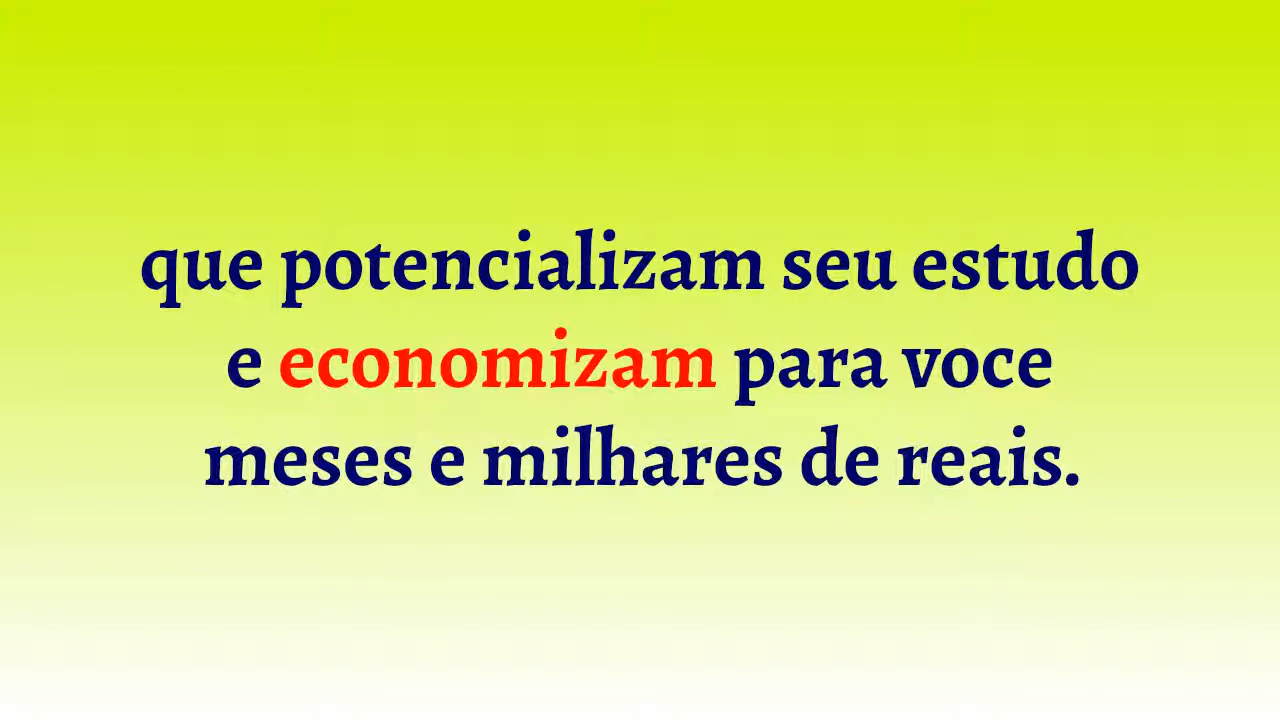 que potencializam seu estudo
e economizam para voce
meses e milhares de reais.